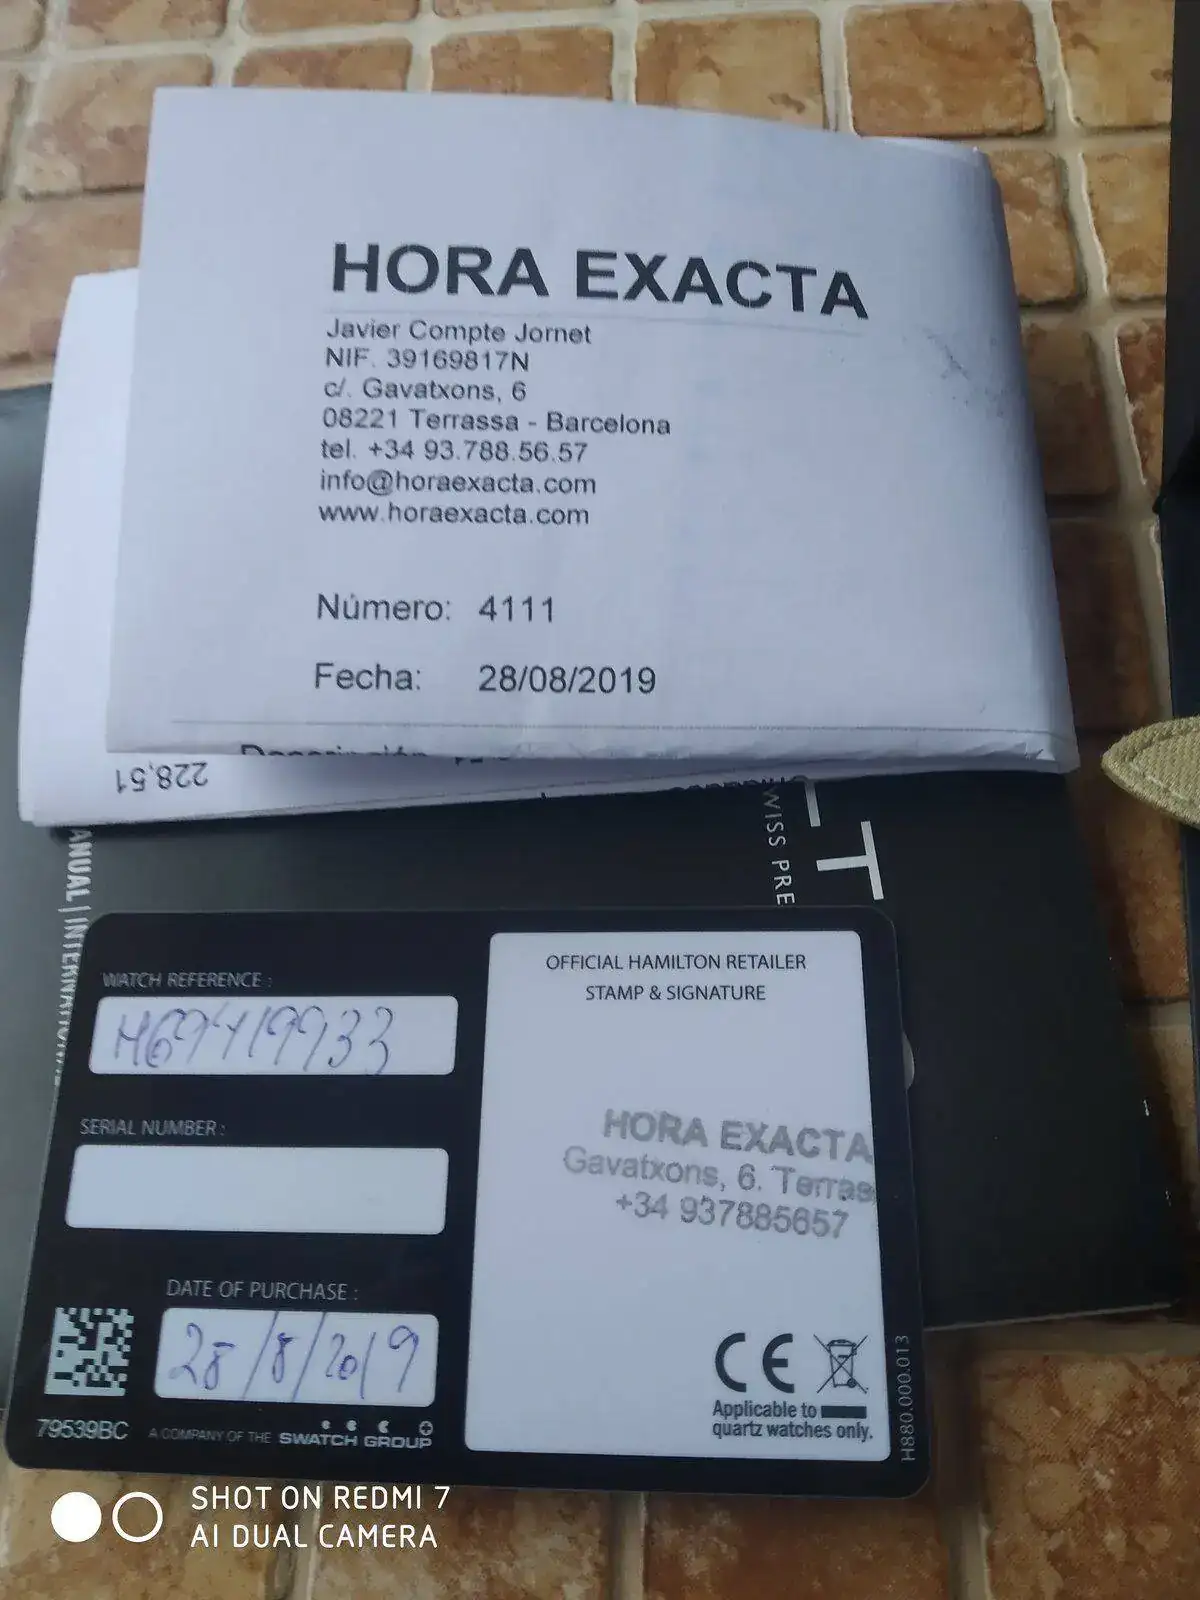 HORA EXACTA
Javier Compte Jornet
NIF. 39169817N
c/. Gavatxons, 6
08221 Terrassa - Barcelona
tel. +34 93.788.56.57
info@horaexacta.com
www.horaexacta.com
Número: 4111
Fecha: 28/08/2019
Descripción
228,51
ANUAL | INTERNATIONAL
T
WISS PRE
WATCH REFERENCE :
H69419933
SERIAL NUMBER :
DATE OF PURCHASE :
28/8/2019
79539BC
A COMPANY OF THE SWATCH GROUP
OFFICIAL HAMILTON RETAILER
STAMP & SIGNATURE
HORA EXACTA
Gavatxons, 6. Terras
+34 937885657
CE
Applicable to
quartz watches only.
H880.000.013
SHOT ON REDMI 7
AI DUAL CAMERA